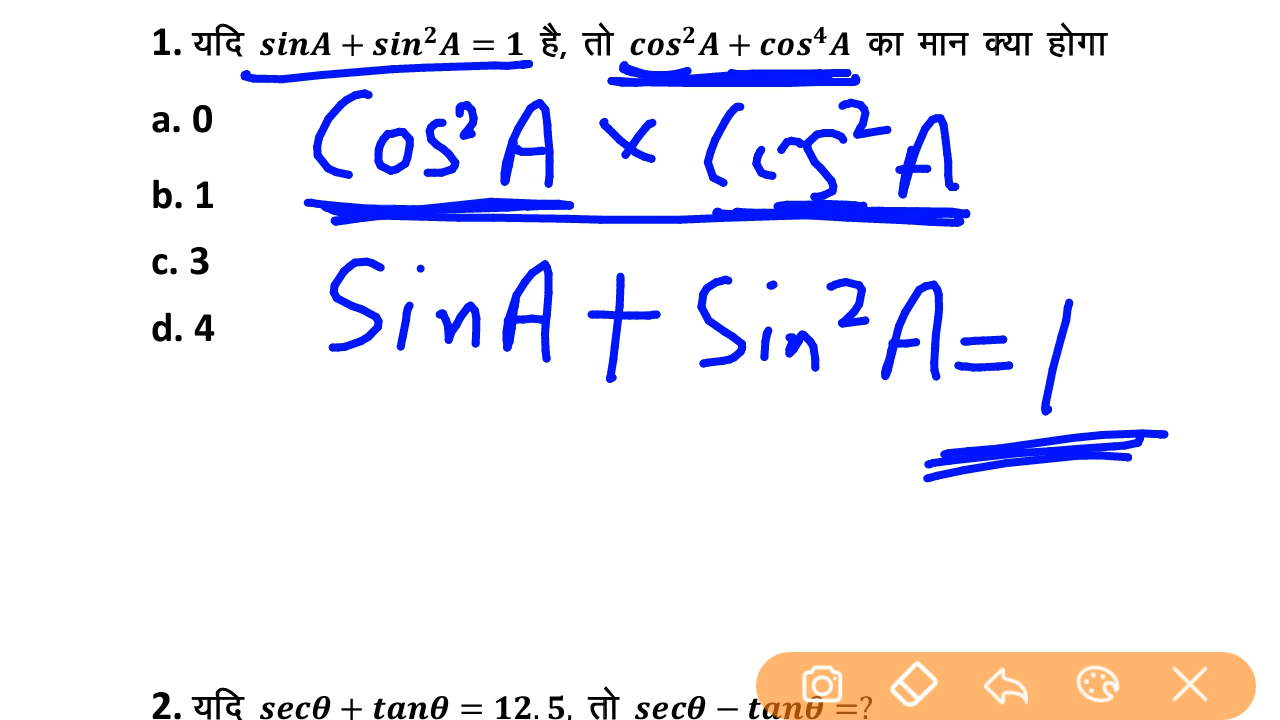 1. यदि sinA + sin²A = 1 है, तो cos²A + cos⁴A का मान क्या होगा
a. 0
Cos²A × Cos²A
b. 1
c. 3
SinA + Sin²A = 1
d. 4
2. यदि secθ + tanθ = 12.5, तो secθ − tanθ =?